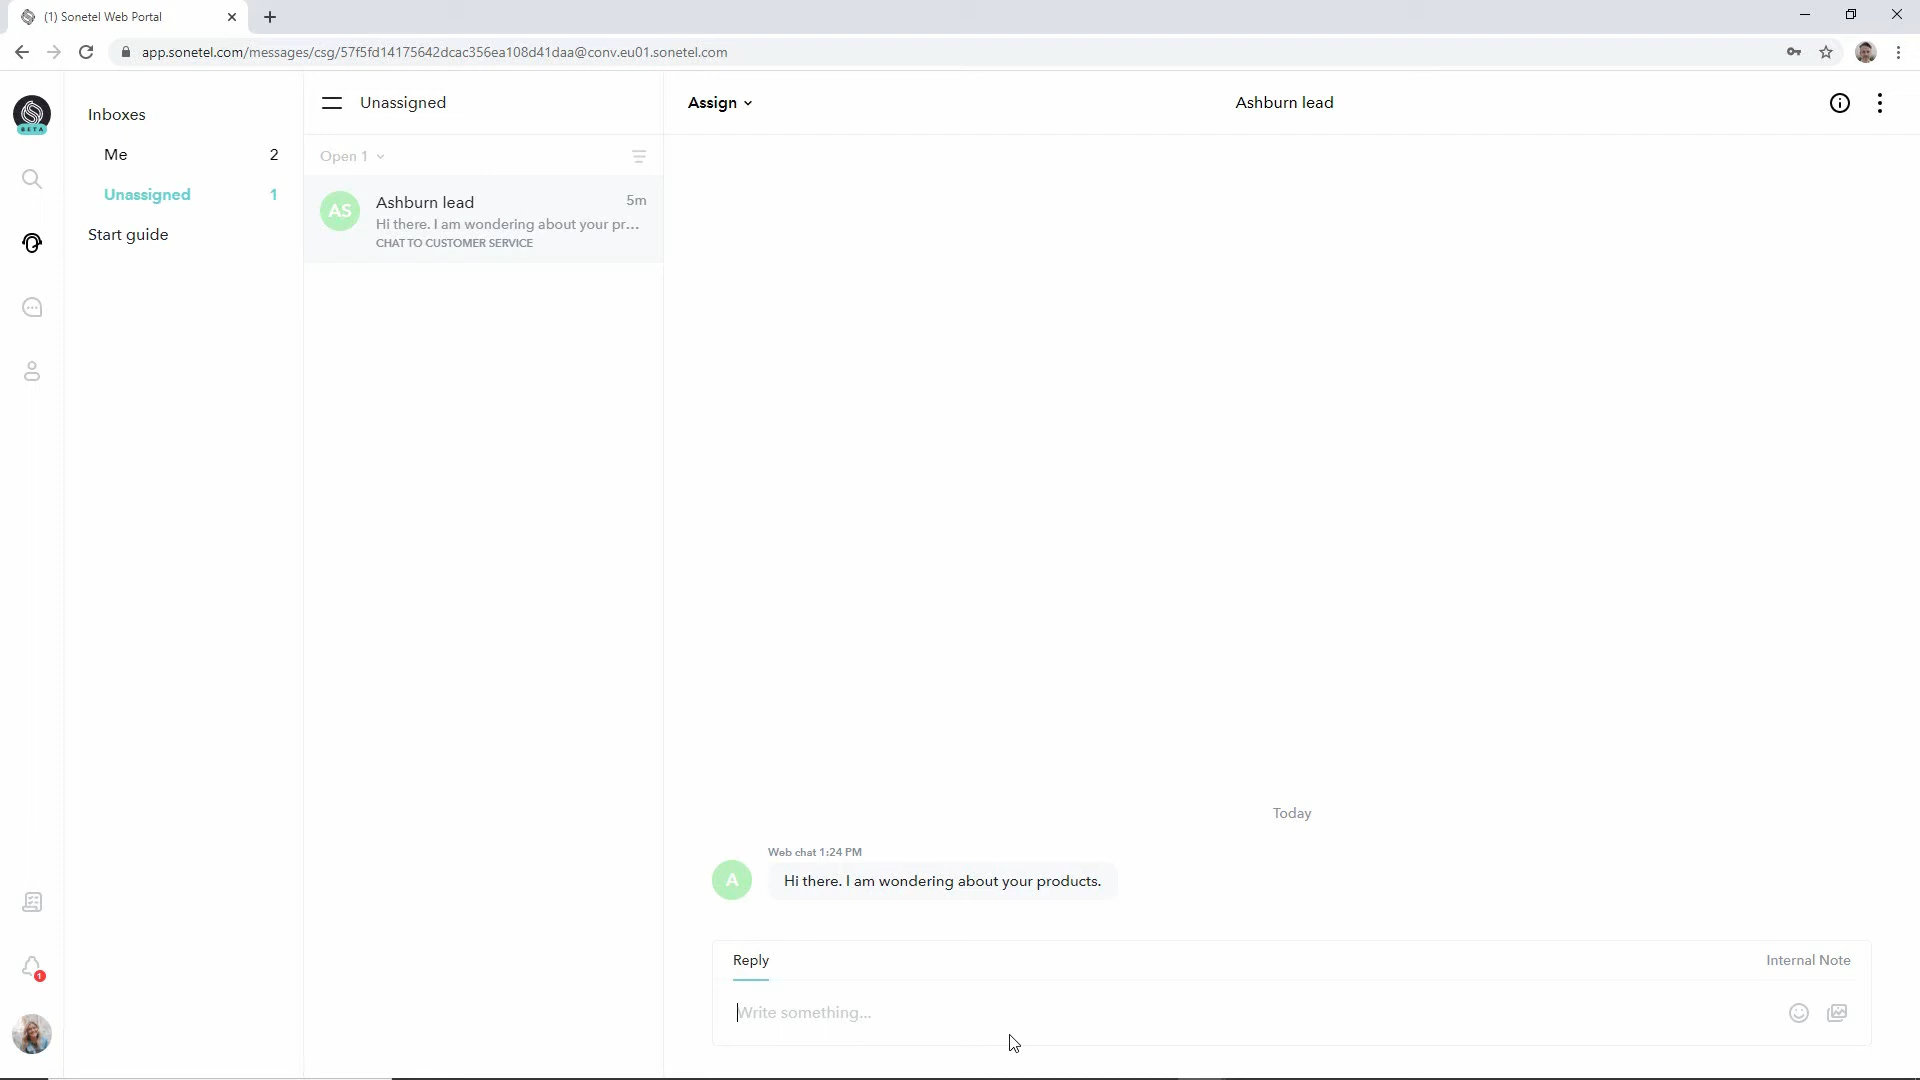 (1) Sonetel Web Portal
app.sonetel.com/messages/csg/57f5fd14175642dcac356ea108d41daa@conv.eu01.sonetel.com
BETA
Inboxes
Me 2
Unassigned 1
Start guide
Unassigned
Open 1
AS
Ashburn lead 5m
Hi there. I am wondering about your pr...
CHAT TO CUSTOMER SERVICE
Assign
Ashburn lead
Today
Web chat 1:24 PM
A
Hi there. I am wondering about your products.
Reply
Internal Note
Write something...
1